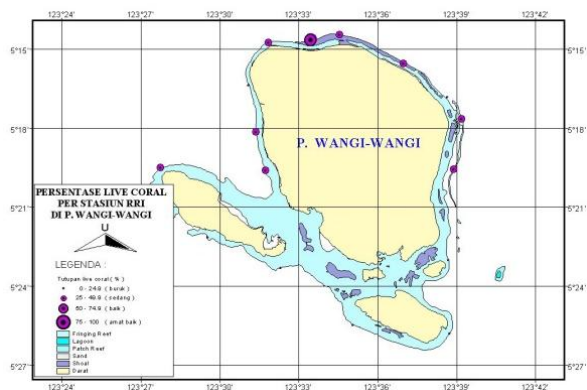 123°24' 123°27' 123°30' 123°33' 123°36' 123°39' 123°42'
5°15' 5°15'
5°18' 5°18'
P. WANGI-WANGI
PERSENTASE LIVE CORAL
PER STASIUN RRI
DI P. WANGI-WANGI
U
5°21' 5°21'
LEGENDA :
Tutupan live coral ( % )
0 - 24.9 ( buruk )
25 - 49.9 ( sedang )
50 - 74.9 ( baik )
75 - 100 ( amat baik )
5°24' 5°24'
Fringing Reef
Lagoon
Patch Reef
Sand
Shoal
Darat
5°27' 5°27'
123°24' 123°27' 123°30' 123°33' 123°36' 123°39' 123°42'